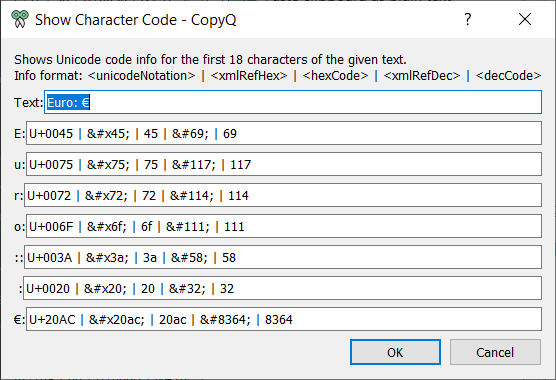 Show Character Code - CopyQ
Shows Unicode code info for the first 18 characters of the given text.
Info format: <unicodeNotation> | <xmlRefHex> | <hexCode> | <xmlRefDec> | <decCode>
Text: Euro: €
E: U+0045 | &#x45; | 45 | &#69; | 69
u: U+0075 | &#x75; | 75 | &#117; | 117
r: U+0072 | &#x72; | 72 | &#114; | 114
o: U+006F | &#x6f; | 6f | &#111; | 111
:: U+003A | &#x3a; | 3a | &#58; | 58
: U+0020 | &#x20; | 20 | &#32; | 32
€: U+20AC | &#x20ac; | 20ac | &#8364; | 8364
OK Cancel